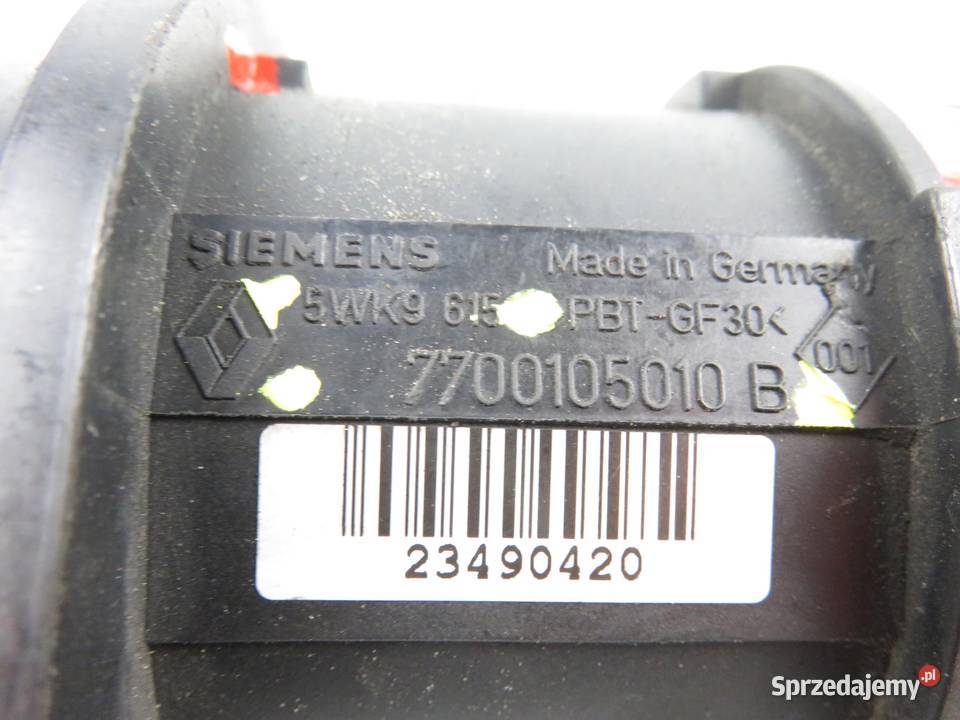 SIEMENS Made in Germany
5WK9 615 PBT-GF30<
7700105010 B
001
23490420
Sprzedajemy.pl